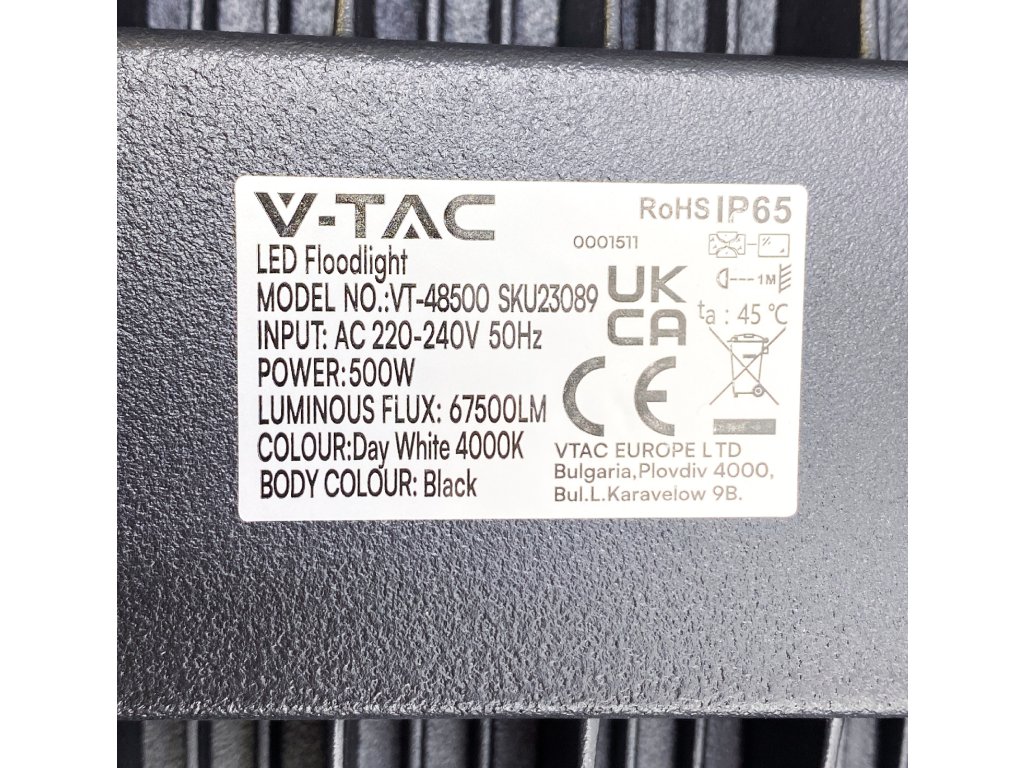 V-TAC
RoHS IP65
0001511
LED Floodlight
MODEL NO.:VT-48500 SKU23089
INPUT: AC 220-240V 50Hz
POWER:500W
LUMINOUS FLUX: 67500LM
COLOUR:Day White 4000K
BODY COLOUR: Black
1M
ta : 45 °C
UK
CA
CE
VTAC EUROPE LTD
Bulgaria,Plovdiv 4000,
Bul.L.Karavelow 9B.